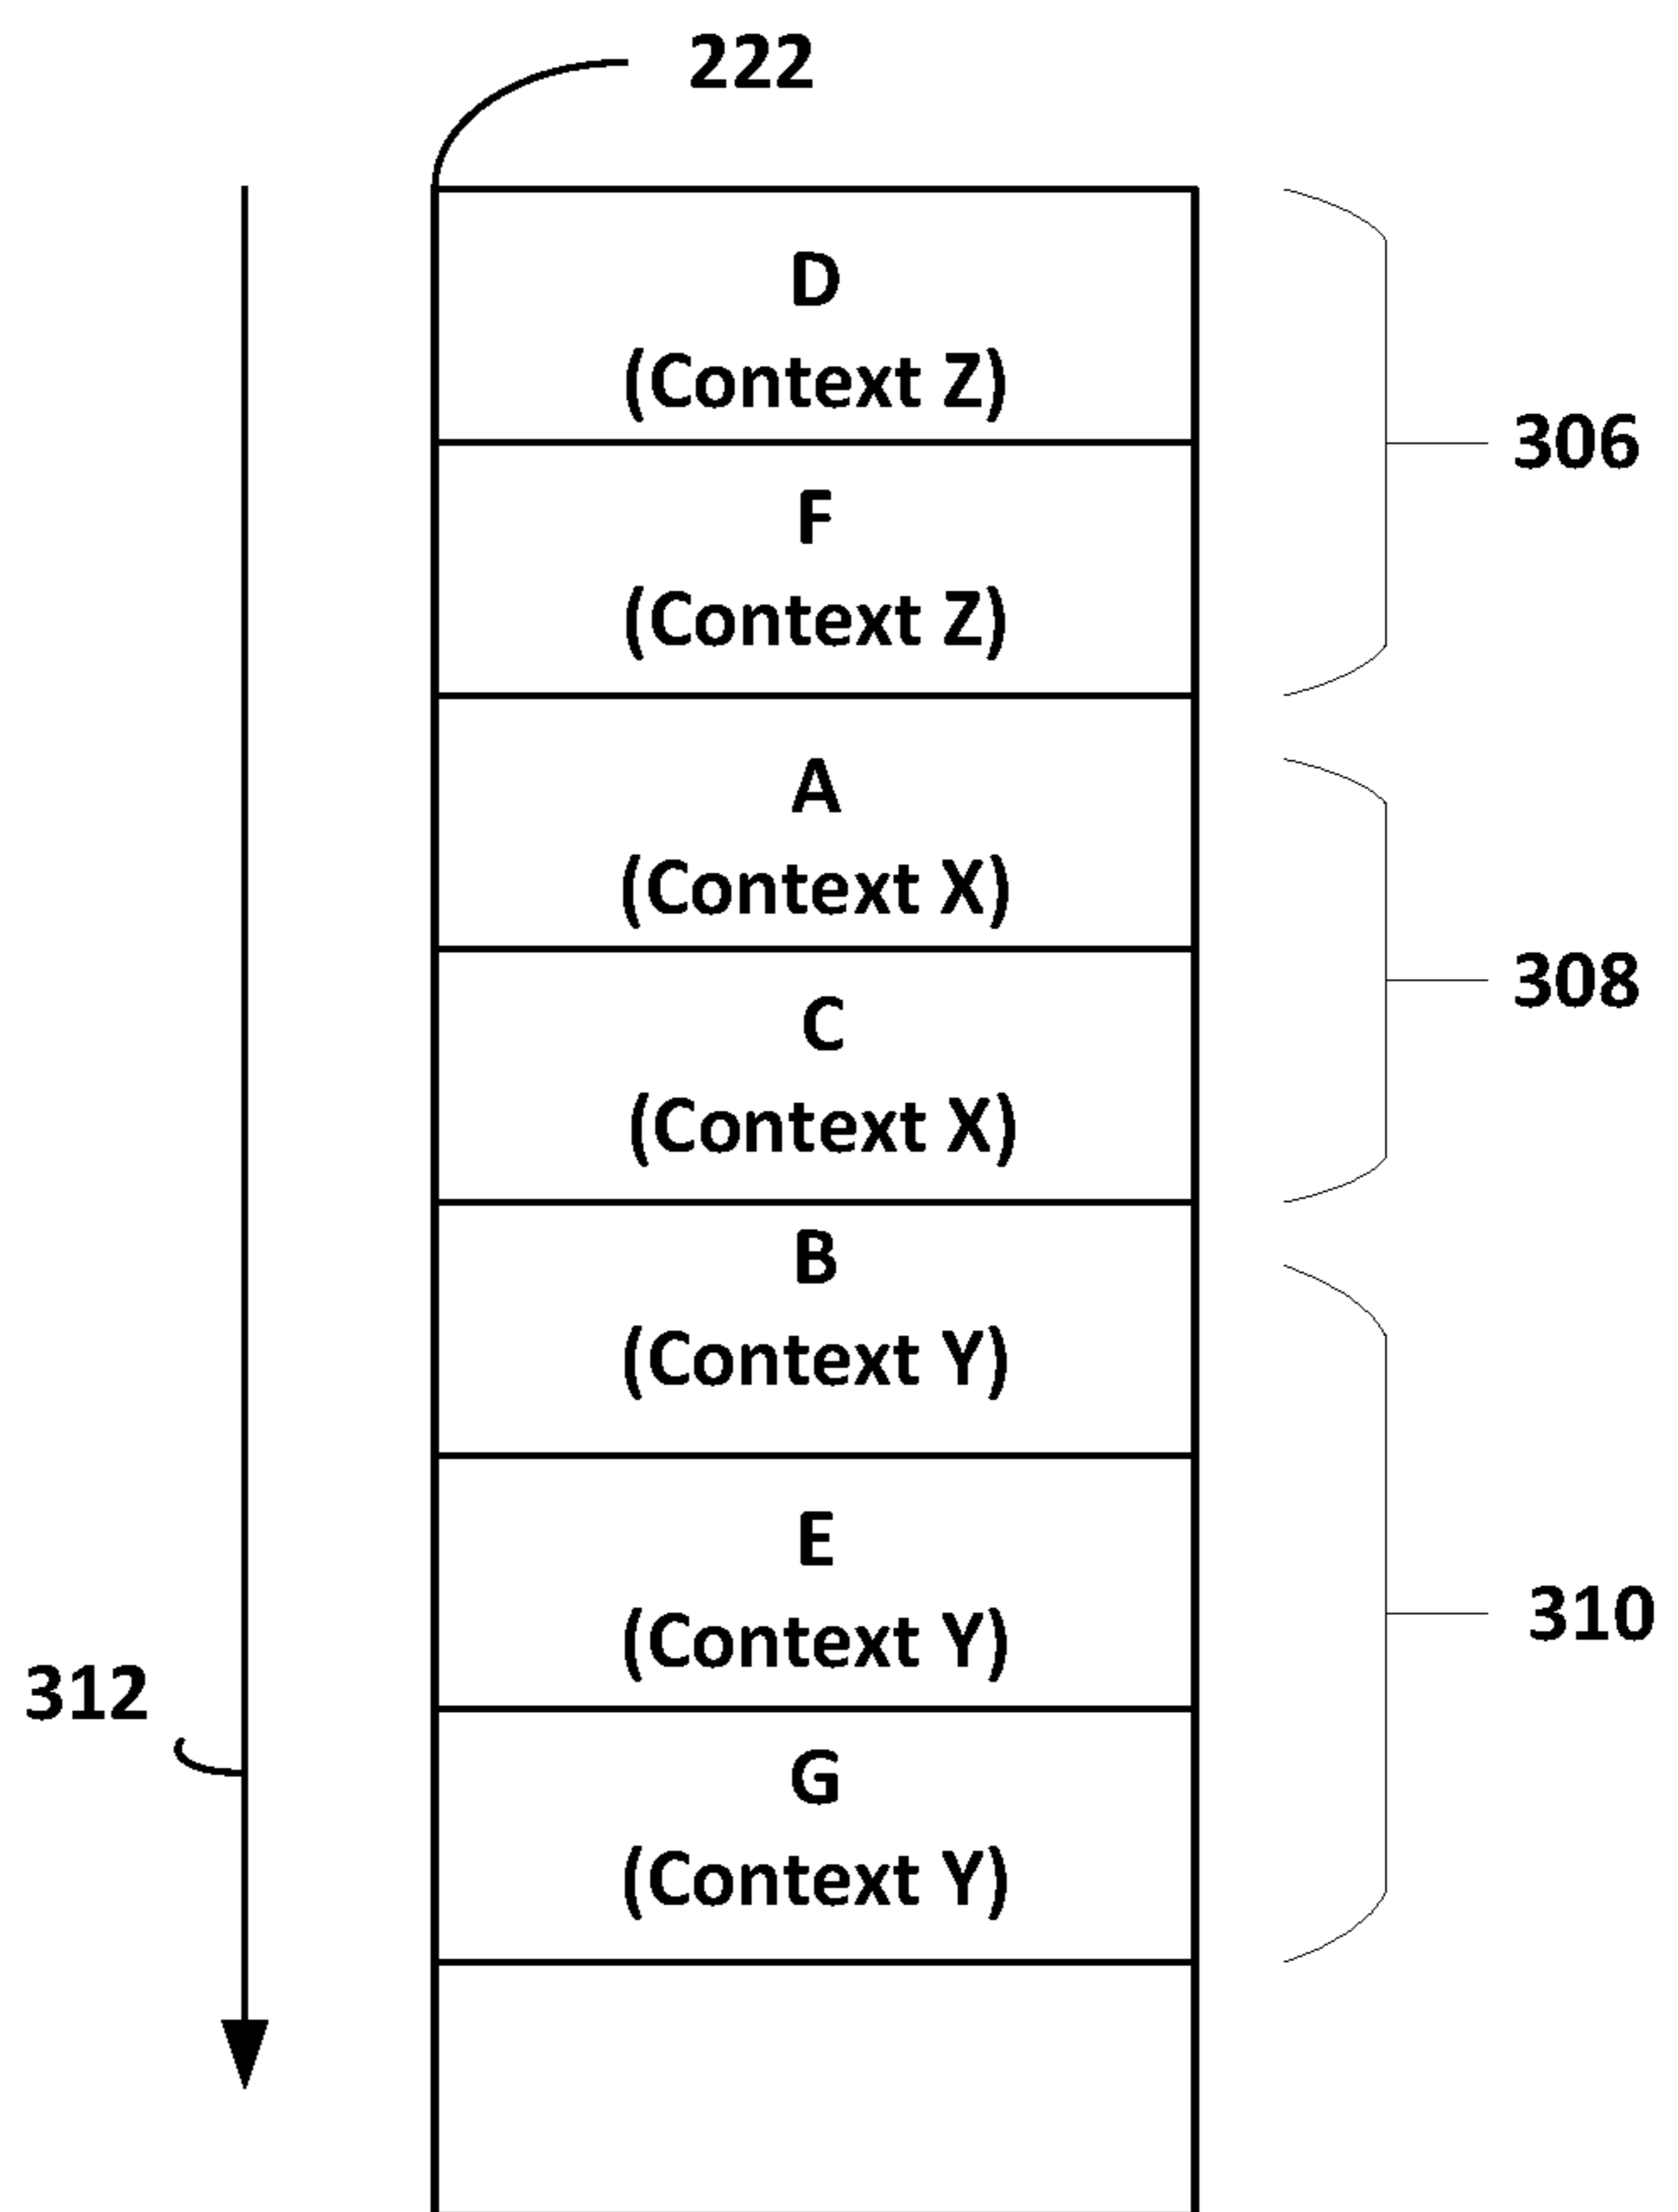 222
D
(Context Z)
306
F
(Context Z)
A
(Context X)
308
C
(Context X)
B
(Context Y)
E
(Context Y)
310
312
G
(Context Y)